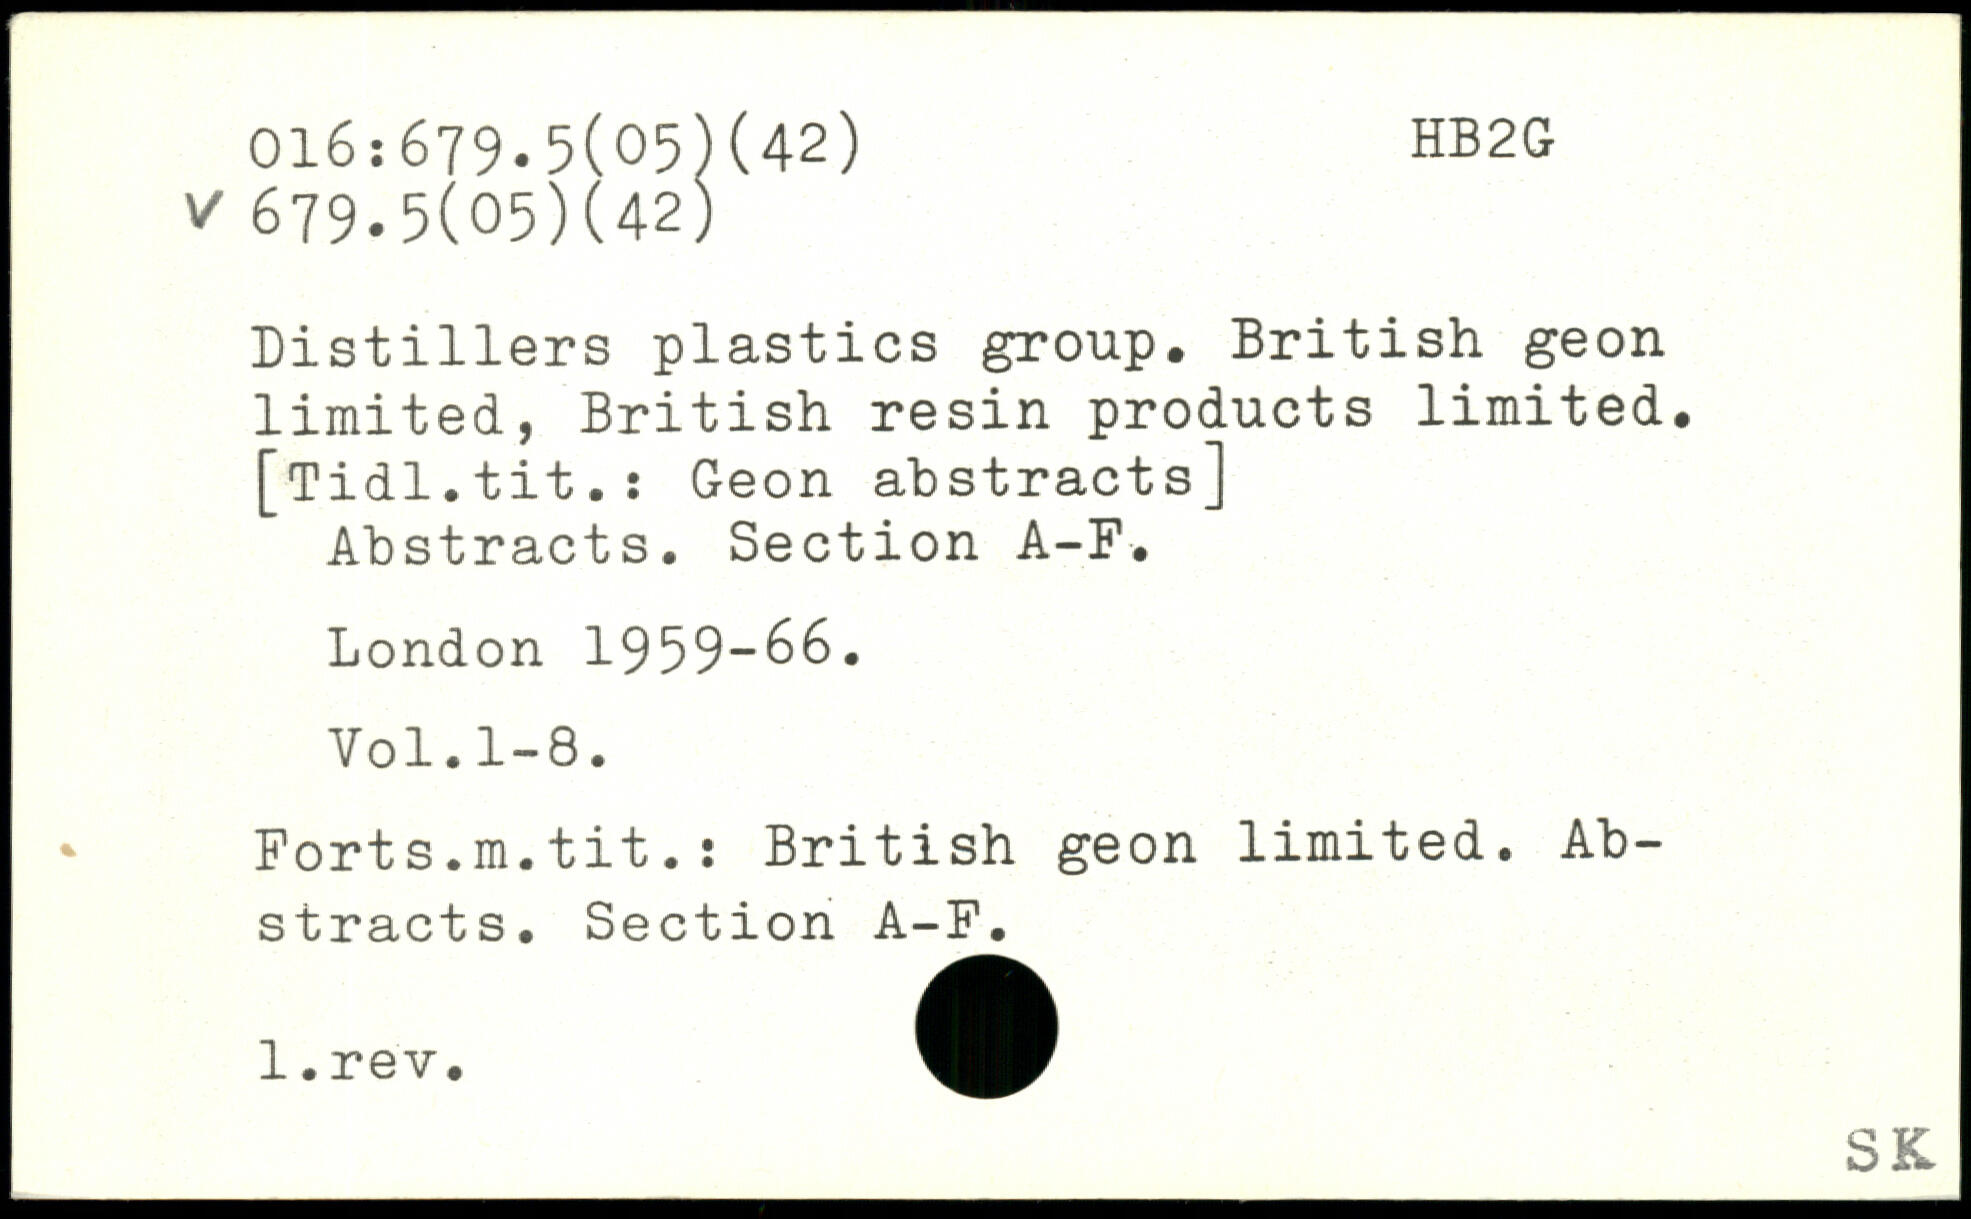 016:679.5(05)(42) HB2G
V 679.5(05)(42)
Distillers plastics group. British geon
limited, British resin products limited.
[Tidl.tit.: Geon abstracts]
Abstracts. Section A-F.
London 1959-66.
Vol.1-8.
Forts.m.tit.: British geon limited. Ab-
stracts. Section A-F.
1.rev.
SK